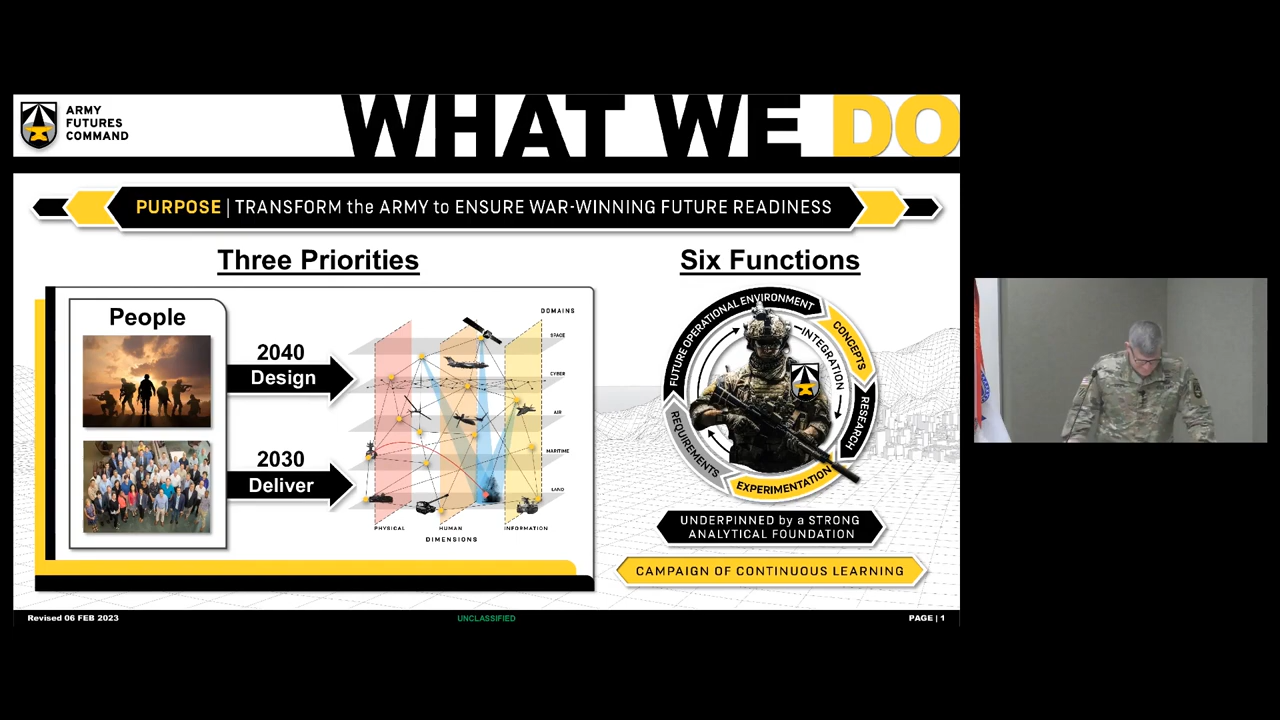 ARMY
FUTURES
COMMAND
WHAT WE DO
PURPOSE | TRANSFORM the ARMY to ENSURE WAR-WINNING FUTURE READINESS
Three Priorities
People
2040
Design
2030
Deliver
DOMAINS
SPACE
CYBER
AIR
MARITIME
LAND
PHYSICAL
HUMAN
INFORMATION
DIMENSIONS
Six Functions
FUTURE OPERATIONAL ENVIRONMENT
CONCEPTS
RESEARCH
EXPERIMENTATION
REQUIREMENTS
INTEGRATION
UNDERPINNED by a STRONG
ANALYTICAL FOUNDATION
CAMPAIGN OF CONTINUOUS LEARNING
Revised 06 FEB 2023
UNCLASSIFIED
PAGE | 1